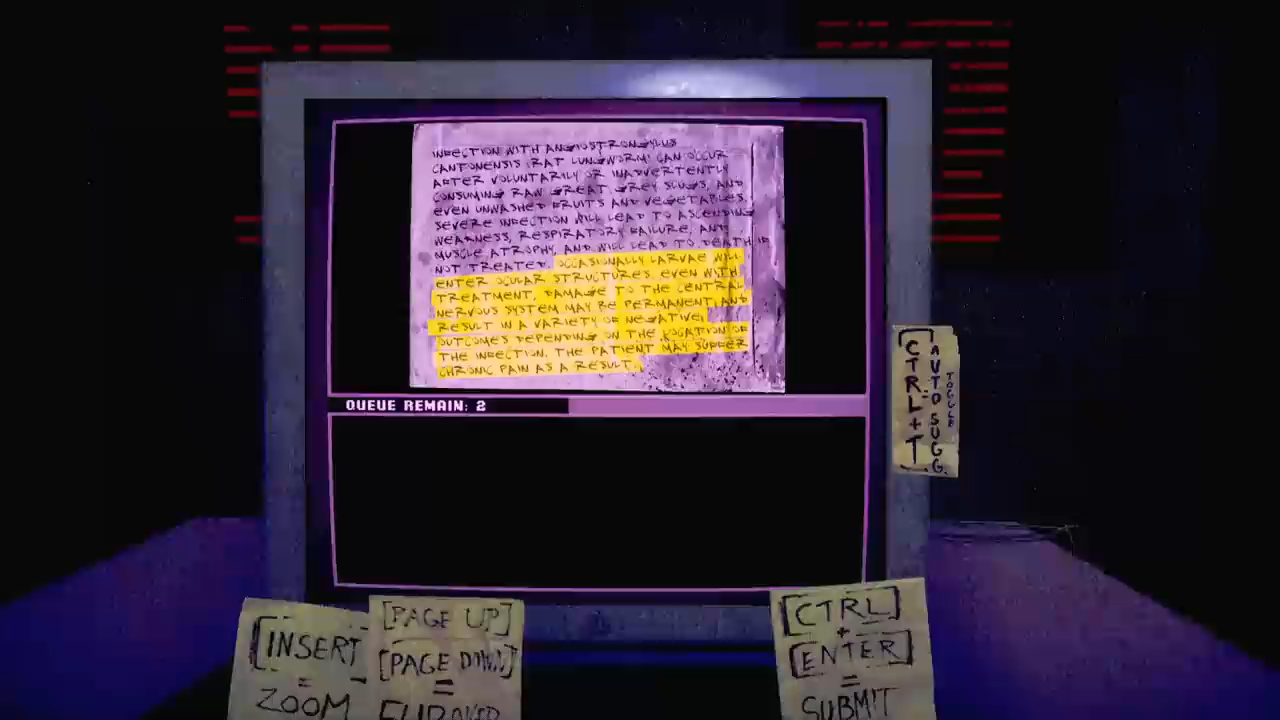 INFECTION WITH ANGIOSTRONGYLUS
CANTONENSIS (RAT LUNGWORM) CAN OCCUR
AFTER VOLUNTARILY OR INADVERTENTLY
CONSUMING RAW GREAT GREY SLUGS, AND
EVEN UNWASHED FRUITS AND VEGETABLES.
SEVERE INFECTION WILL LEAD TO ASCENDING
WEAKNESS, RESPIRATORY FAILURE, AND
MUSCLE ATROPHY, AND WILL LEAD TO DEATH IF
NOT TREATED. OCCASIONALLY LARVAE WILL
ENTER OCULAR STRUCTURES. EVEN WITH
TREATMENT, DAMAGE TO THE CENTRAL
NERVOUS SYSTEM MAY BE PERMANENT AND
RESULT IN A VARIETY OF NEGATIVE
OUTCOMES DEPENDING ON THE LOCATION OF
THE INFECTION. THE PATIENT MAY SUFFER
CHRONIC PAIN AS A RESULT.
QUEUE REMAIN: 2
[CTRL+T]
AUTO SUGG.
TOGGLE
[INSERT]
=
ZOOM
[PAGE UP]
[PAGE DOWN]
=
[CTRL]
+
[ENTER]
=
SUBMIT